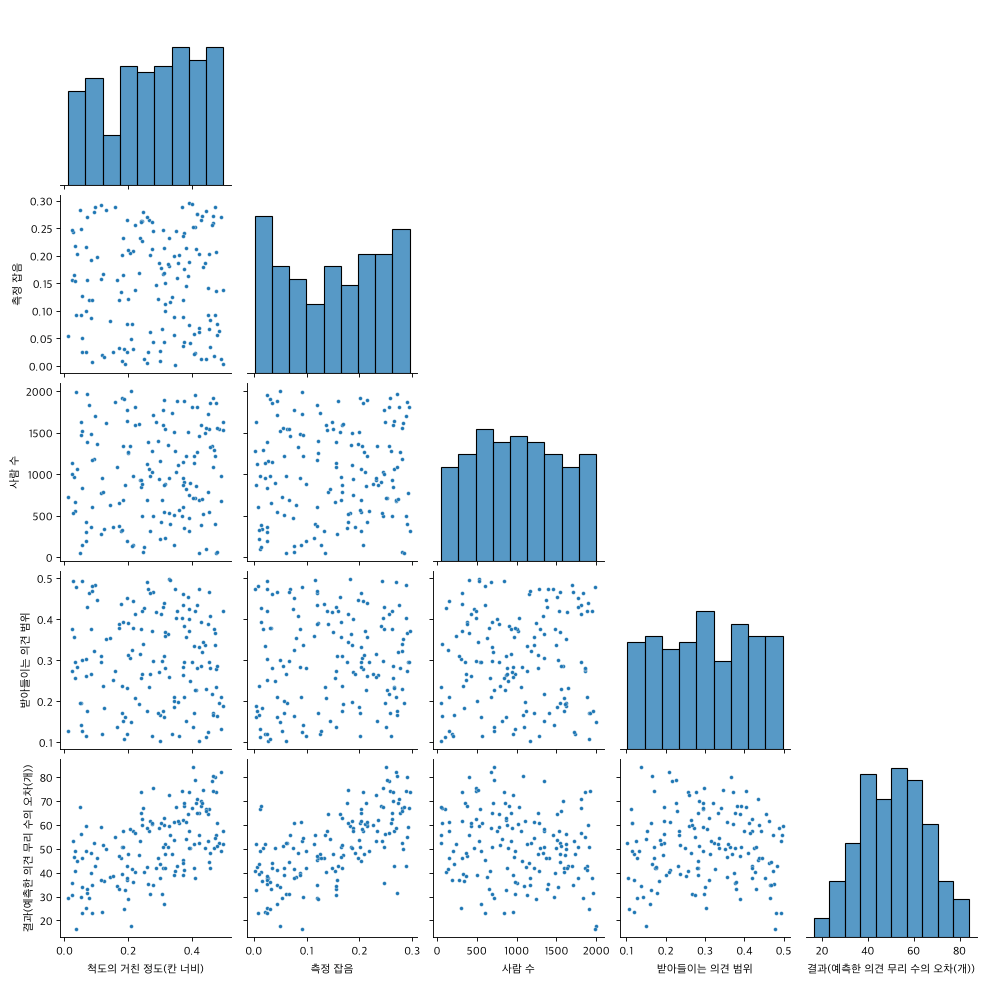 측정 잡음
0.30
0.25
0.20
0.15
0.10
0.05
0.00
사람 수
2000
1500
1000
500
0
받아들이는 의견 범위
0.5
0.4
0.3
0.2
0.1
결과(예측한 의견 무리 수의 오차(개))
80
70
60
50
40
30
20
0.0 0.2 0.4
0.0 0.1 0.2 0.3
0 500 1000 1500 2000
0.1 0.2 0.3 0.4 0.5
20 40 60 80
척도의 거친 정도(칸 너비)
측정 잡음
사람 수
받아들이는 의견 범위
결과(예측한 의견 무리 수의 오차(개))